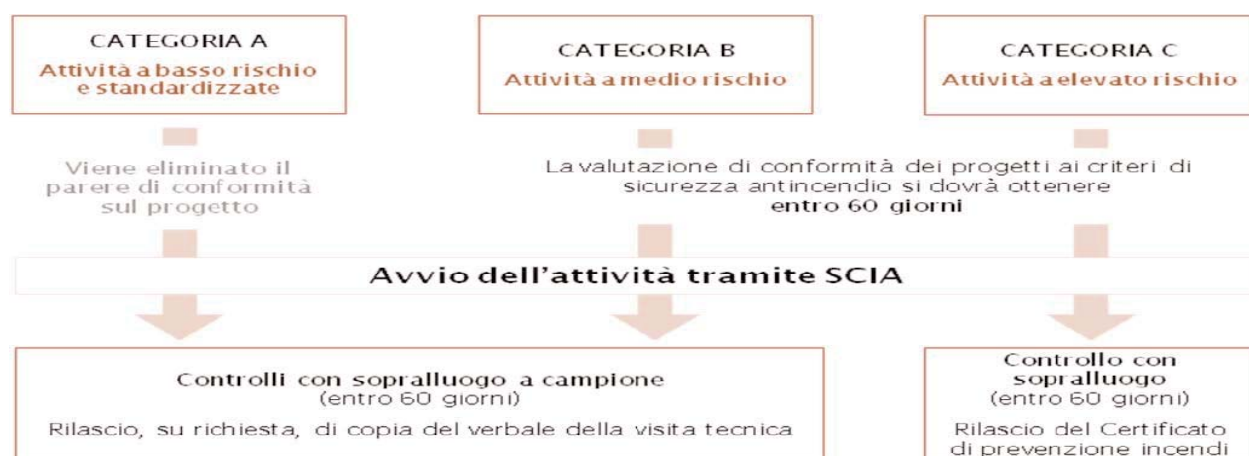 CATEGORIA A
Attività a basso rischio
e standardizzate
CATEGORIA B
Attività a medio rischio
CATEGORIA C
Attività a elevato rischio
Viene eliminato il
parere di conformità
sul progetto
La valutazione di conformità dei progetti ai criteri di
sicurezza antincendio si dovrà ottenere
entro 60 giorni
Avvio dell'attività tramite SCIA
Controlli con sopralluogo a campione
(entro 60 giorni)
Rilascio, su richiesta, di copia del verbale della visita tecnica
Controllo con
sopralluogo
(entro 60 giorni)
Rilascio del Certificato
di prevenzione incendi